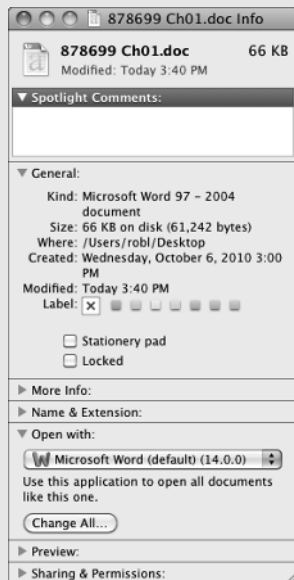 878699 Ch01.doc Info
878699 Ch01.doc 66 KB
Modified: Today 3:40 PM
Spotlight Comments:
General:
Kind: Microsoft Word 97 – 2004
document
Size: 66 KB on disk (61,242 bytes)
Where: /Users/robl/Desktop
Created: Wednesday, October 6, 2010 3:00
PM
Modified: Today 3:40 PM
Label:
Stationery pad
Locked
More Info:
Name & Extension:
Open with:
Microsoft Word (default) (14.0.0)
Use this application to open all documents
like this one.
Change All...
Preview:
Sharing & Permissions: